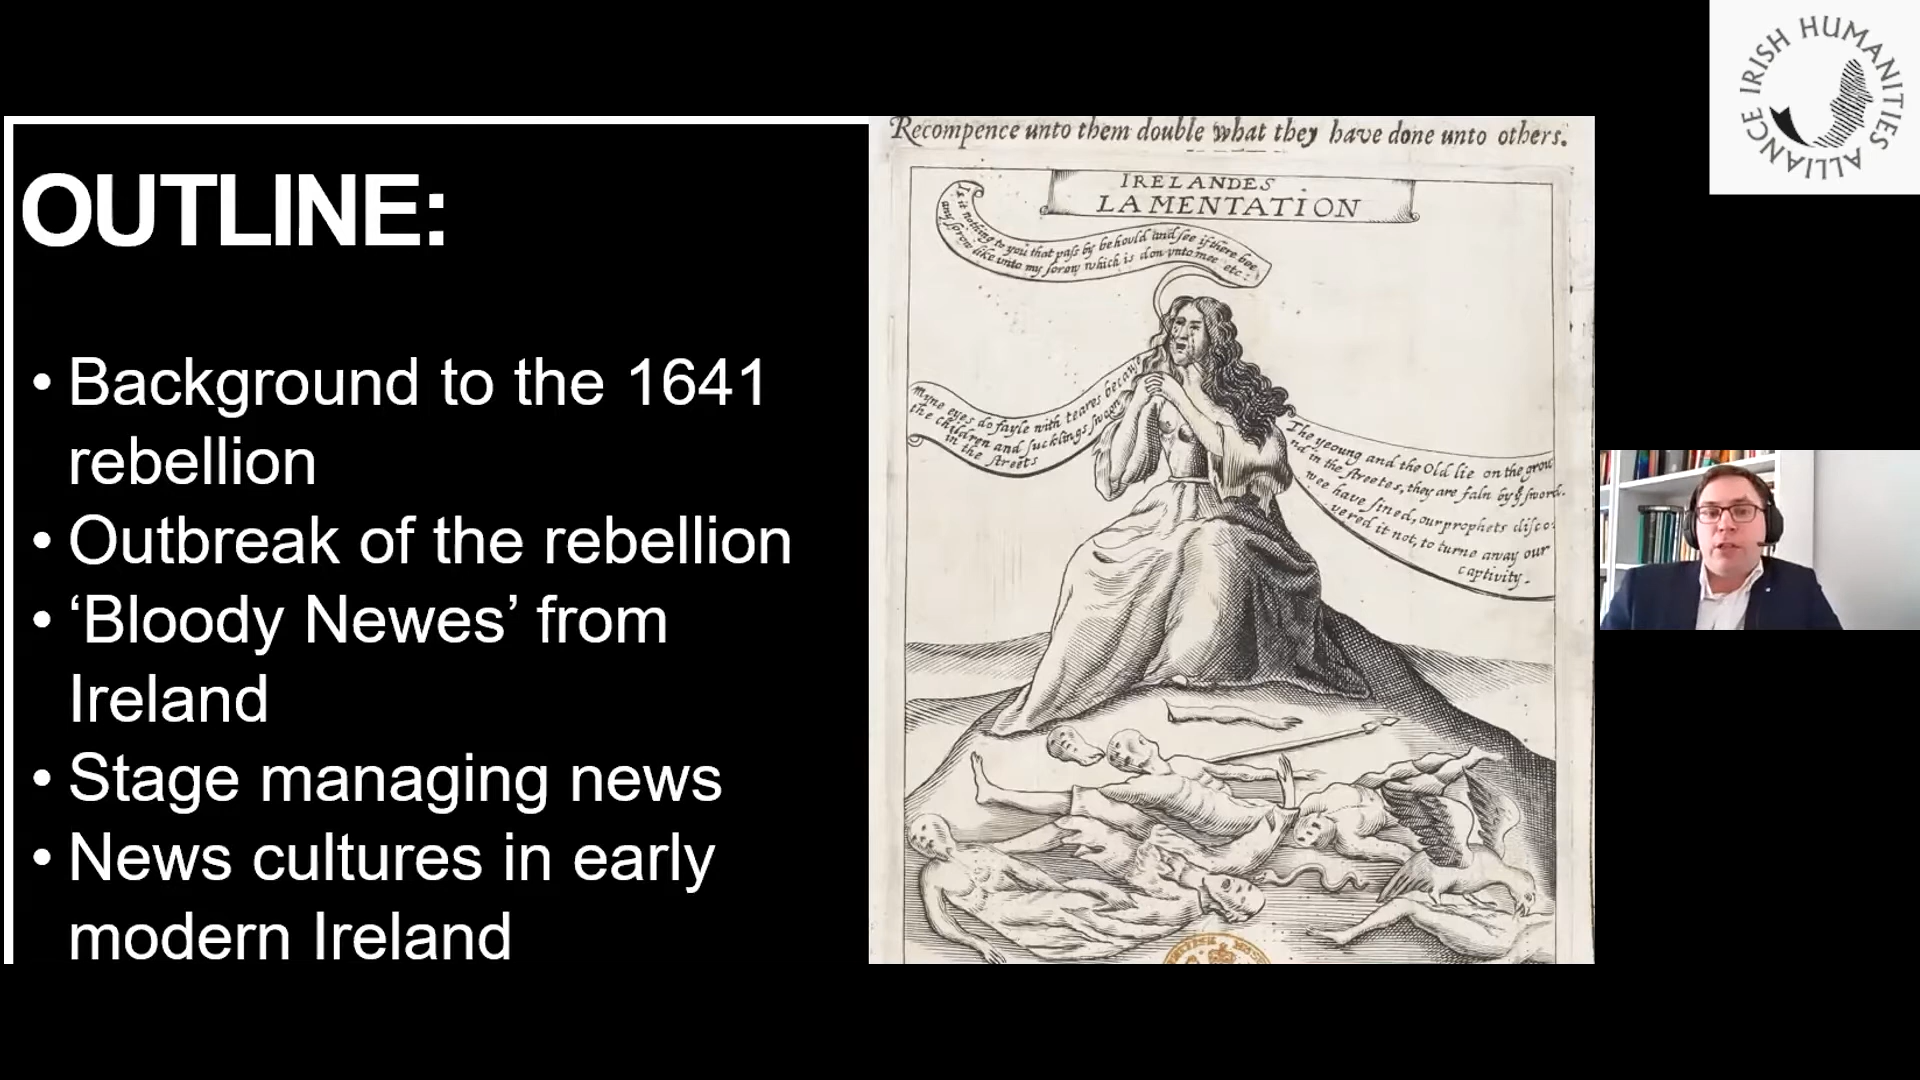 OUTLINE:
• Background to the 1641
rebellion
• Outbreak of the rebellion
• ‘Bloody Newes’ from
Ireland
• Stage managing news
• News cultures in early
modern Ireland
Recompence unto them double what they have done unto others.
IRELANDES
LAMENTATION
Is it nothing to you that paſs by behould and ſee if there bee
any ſorow like unto my ſorow which is don vnto mee etc:
myne eyes do fayle with teares becaus
the children and ſucklings ſwoon
in the ſtreets
The yeoung and the Old lie on the grou
nd in the ſtreetes, they are faln by ẙ ſword.
wee have ſined, our prophets diſco:
vered it not, to turne away our
captivity.
IRISH HUMANITIES ALLIANCE